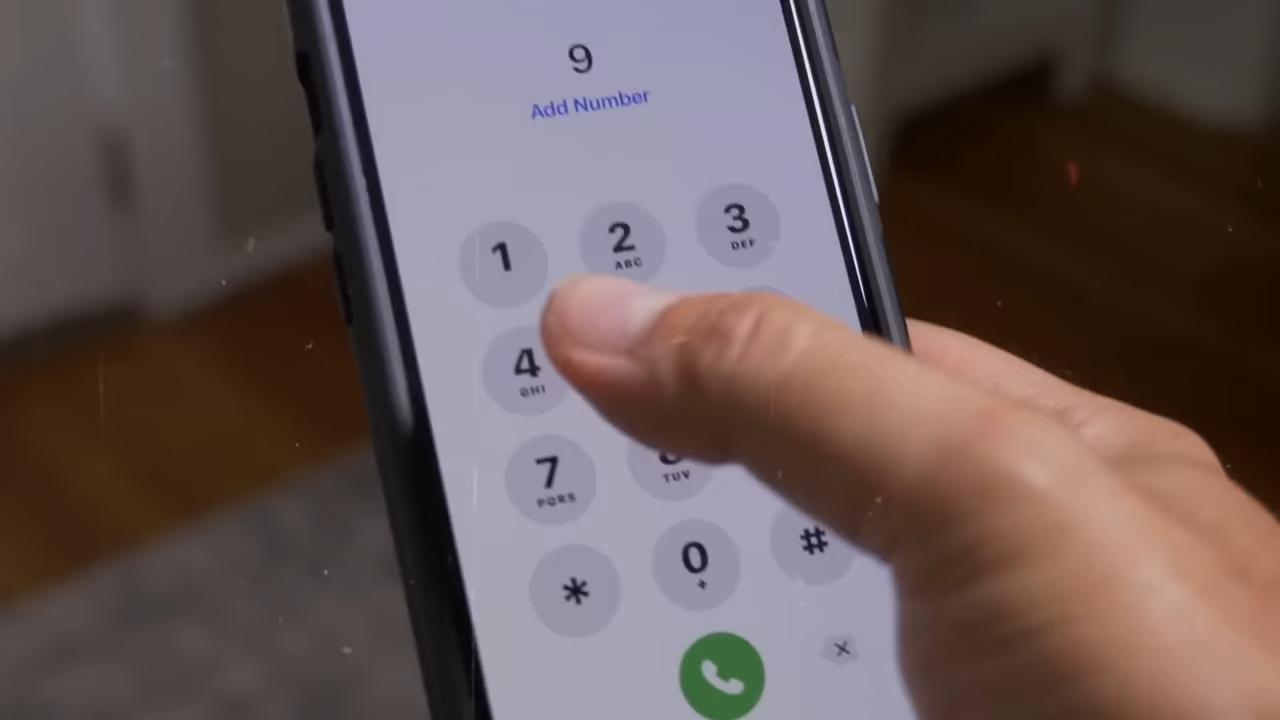 9
Add Number
1 2 3
ABC DEF
4
GHI
7
PQRS TUV
* 0 #
+